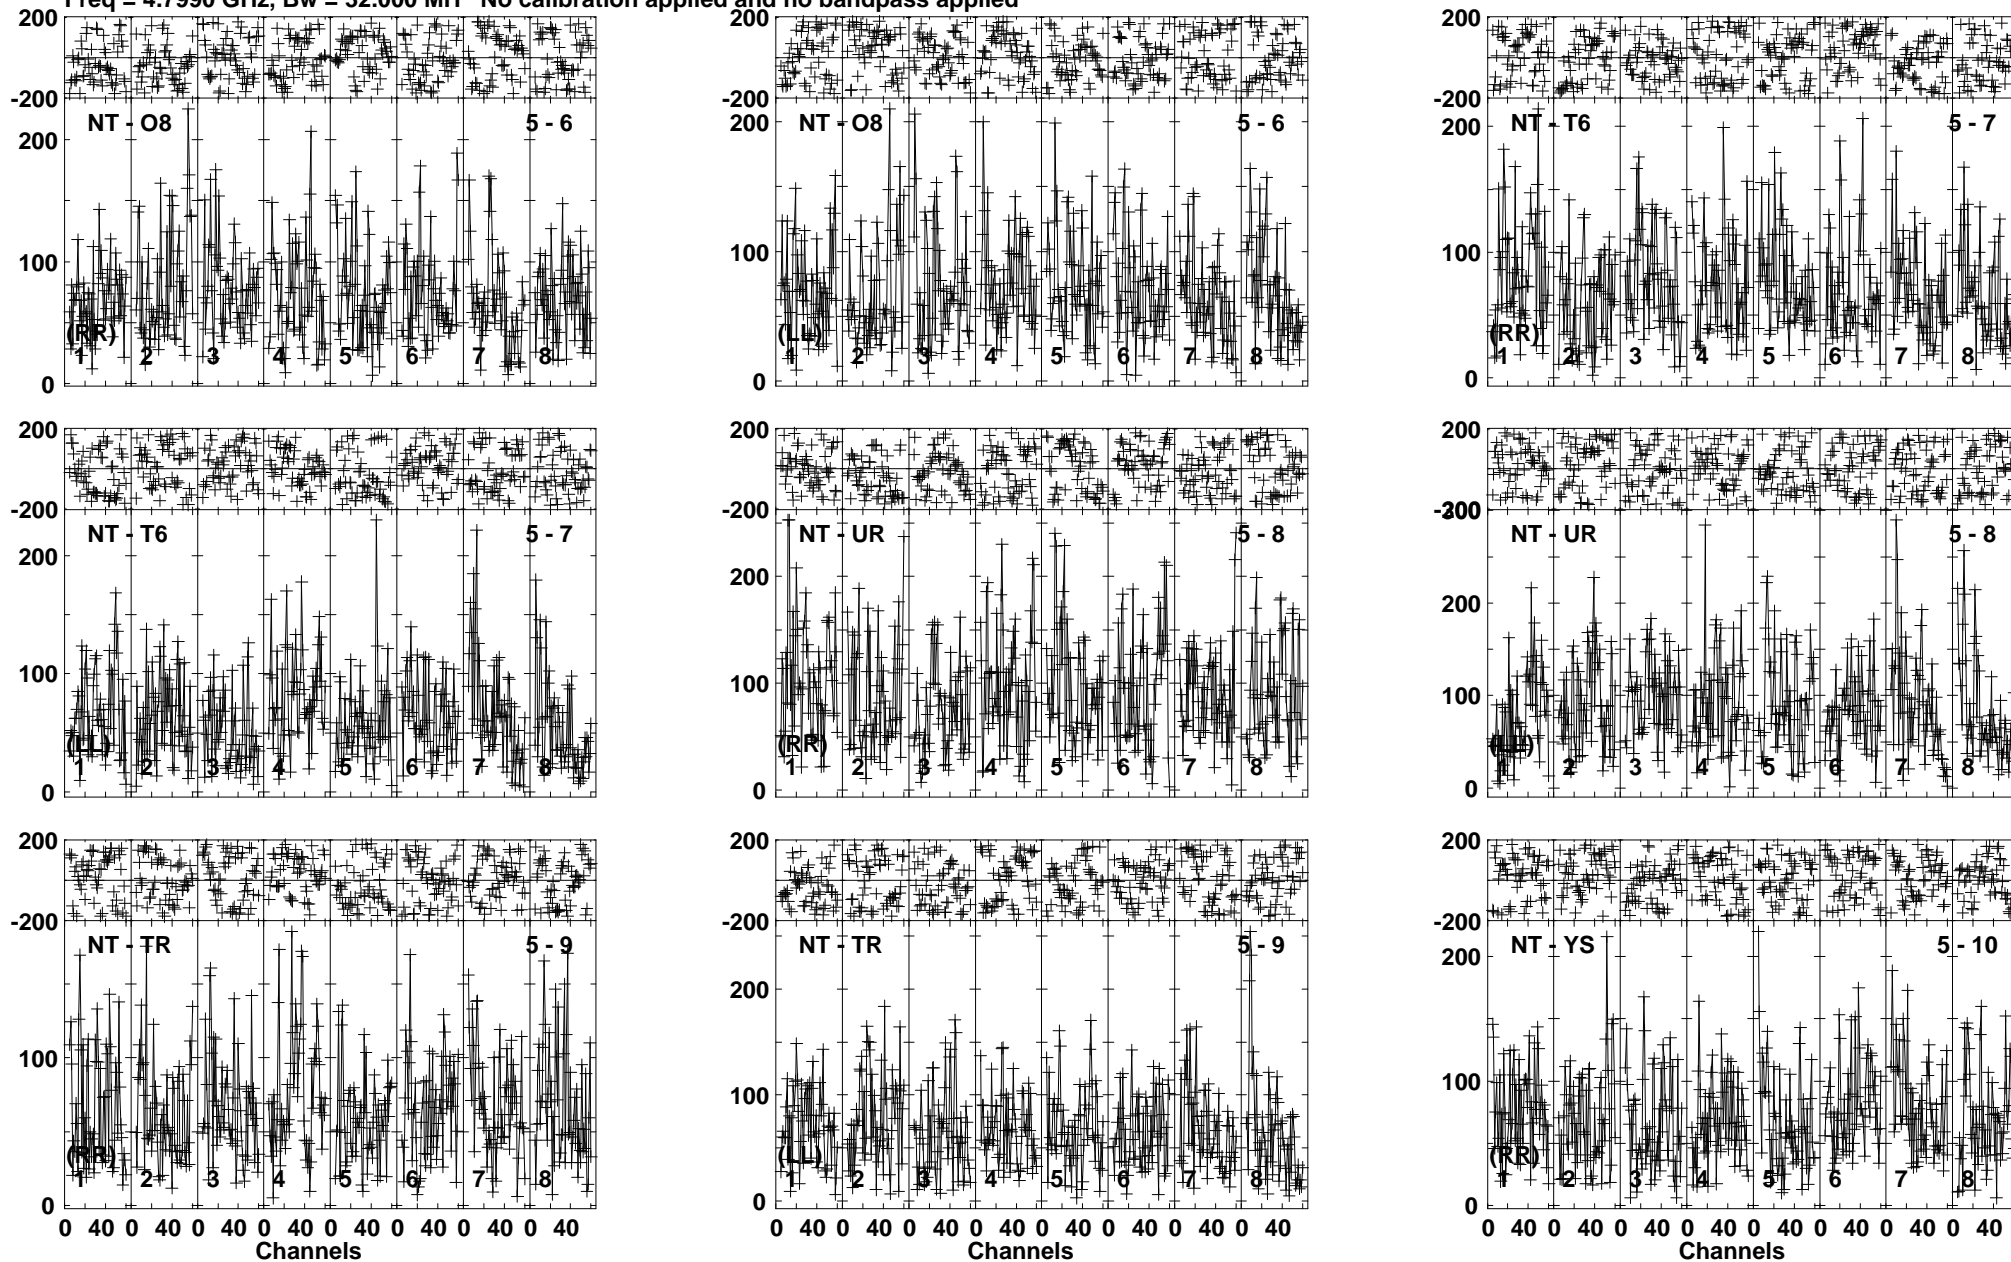 Freq = 4.7990 GHz, Bw = 32.000 MH No calibration applied and no bandpass applied
200 200 200
-200 -200 -200
NT - O8 5 - 6 NT - O8 5 - 6 NT - T6 5 - 7
200 200 200
100 100 100
(RR) (LL) (RR)
1 2 3 4 5 6 7 8 1 2 3 4 5 6 7 8 1 2 3 4 5 6 7 8
0 0 0
200 200 200
-200 -200 -200
300
NT - T6 5 - 7 NT - UR 5 - 8 NT - UR 5 - 8
200 200 200
100 100 100
(LL) (RR) (LL)
1 2 3 4 5 6 7 8 1 2 3 4 5 6 7 8 1 2 3 4 5 6 7 8
0 0 0
200 200 200
-200 -200 -200
NT - TR 5 - 9 NT - TR 5 - 9 NT - YS 5 - 10
200 200
100 100 100
(RR) (LL) (RR)
1 2 3 4 5 6 7 8 1 2 3 4 5 6 7 8 1 2 3 4 5 6 7 8
0 0 0
0 40 0 40 0 40 0 40 0 40 0 40 0 40 0 40 0 40 0 40 0 40 0 40 0 40 0 40 0 40 0 40 0 40 0 40 0 40 0 40 0 40 0 40 0 40 0 40
Channels Channels